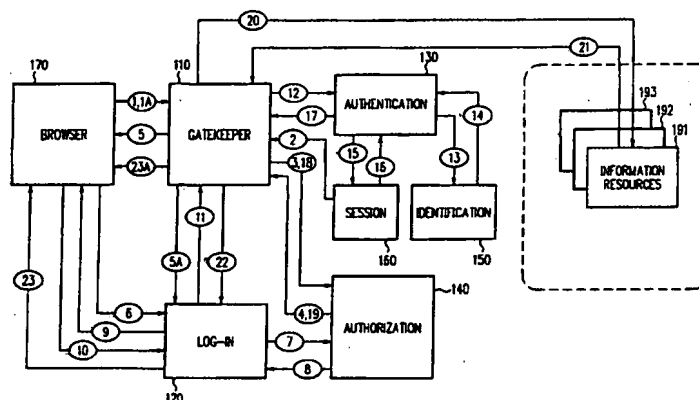 20
21
170
110
130
193
192
191
1,1A
12
AUTHENTICATION
BROWSER
5
GATEKEEPER
17
14
2
15
16
13
INFORMATION
RESOURCES
23A
3,18
SESSION
IDENTIFICATION
11
160
150
23
5A
22
140
6
4,19
9
LOG-IN
7
AUTHORIZATION
10
8
120